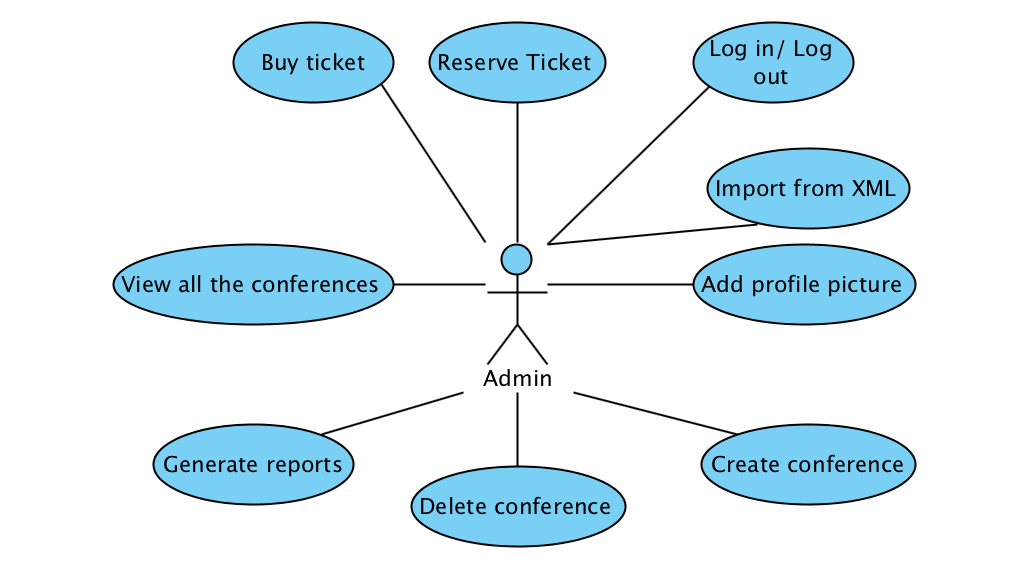 Buy ticket
Reserve Ticket
Log in/ Log
out
Import from XML
View all the conferences
Add profile picture
Admin
Generate reports
Create conference
Delete conference